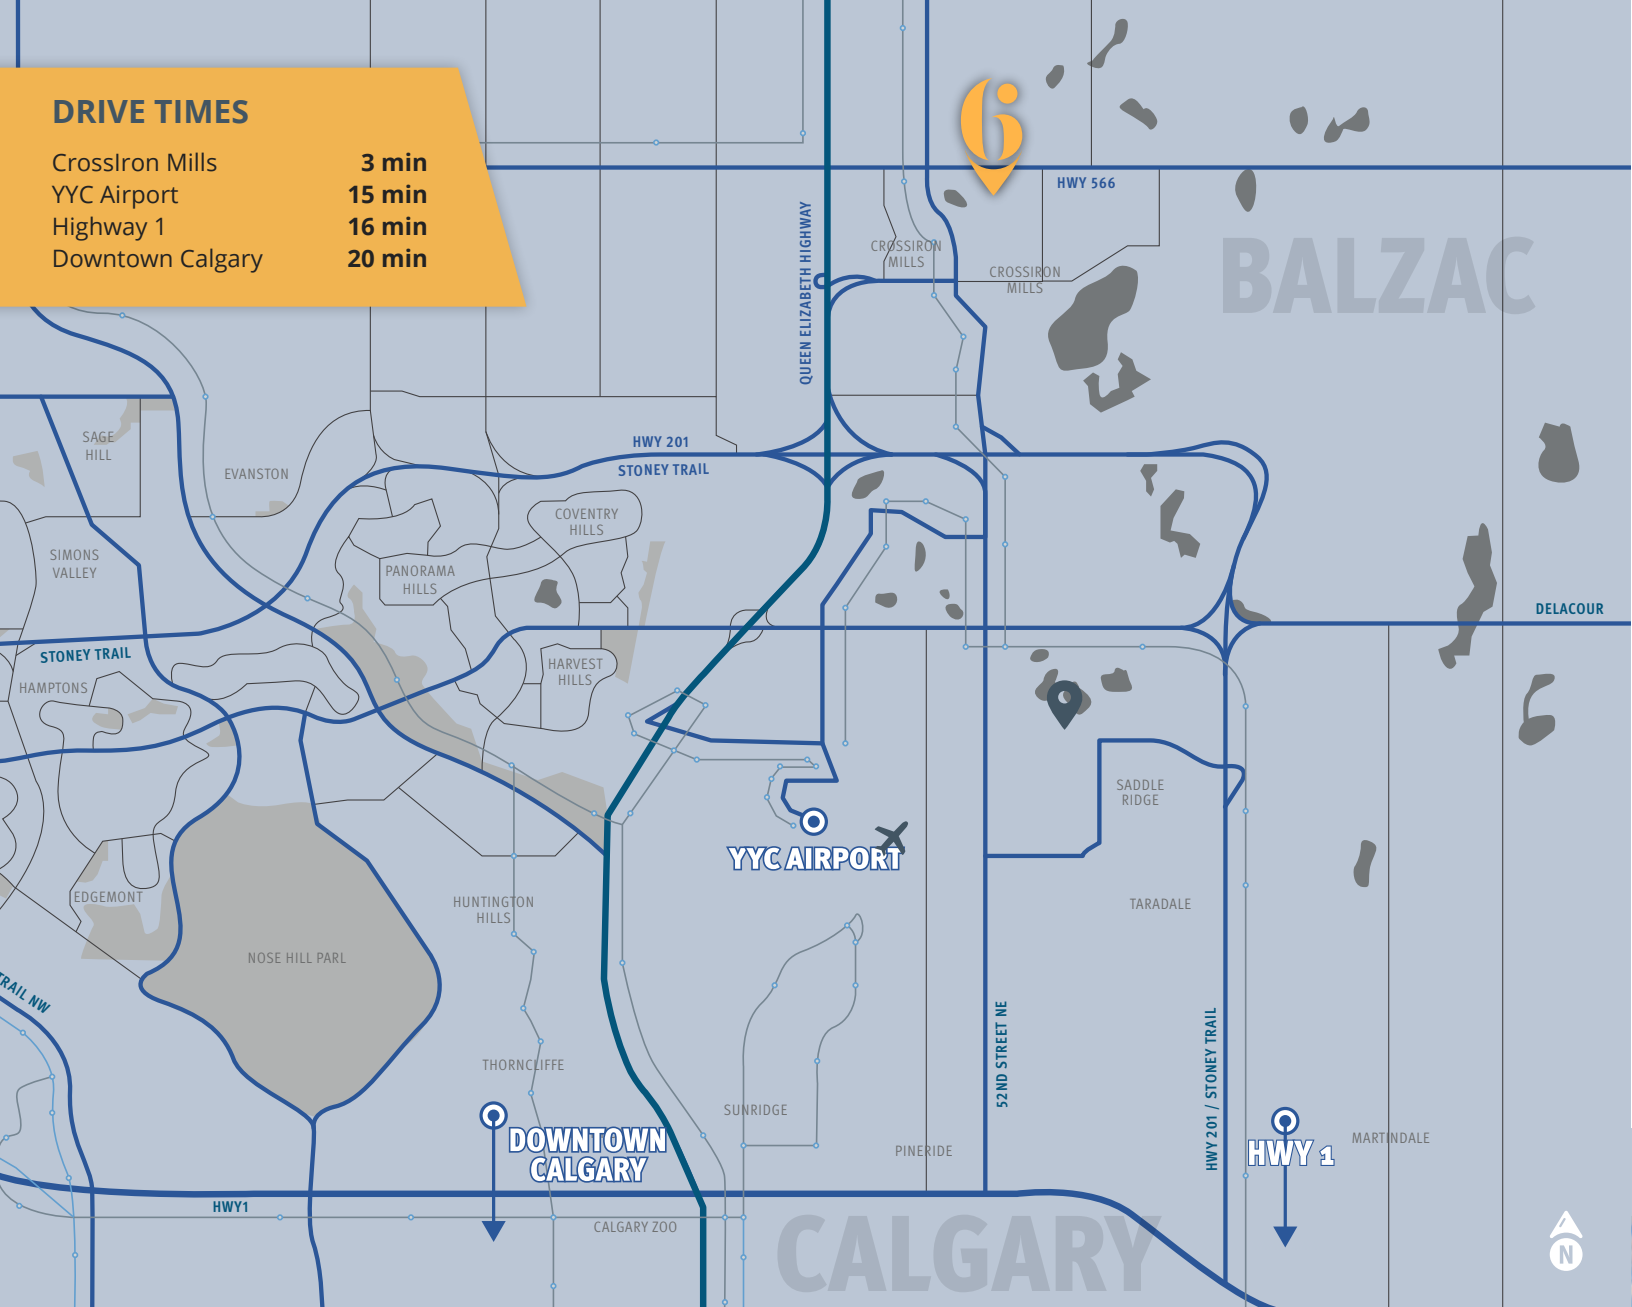 DRIVE TIMES
CrossIron Mills 3 min
YYC Airport 15 min
Highway 1 16 min
Downtown Calgary 20 min
6
HWY 566
QUEEN ELIZABETH HIGHWAY
CROSSIRON
MILLS
CROSSIRON
MILLS
BALZAC
SAGE
HILL
EVANSTON
HWY 201
STONEY TRAIL
COVENTRY
HILLS
SIMONS
VALLEY
PANORAMA
HILLS
DELACOUR
STONEY TRAIL
HAMPTONS
HARVEST
HILLS
SADDLE
RIDGE
YYC AIRPORT
EDGEMONT
HUNTINGTON
HILLS
TARADALE
NOSE HILL PARL
TRAIL NW
52ND STREET NE
HWY 201 / STONEY TRAIL
THORNCLIFFE
SUNRIDGE
DOWNTOWN
CALGARY
PINERIDE
HWY 1
MARTINDALE
HWY1
CALGARY ZOO
CALGARY
N